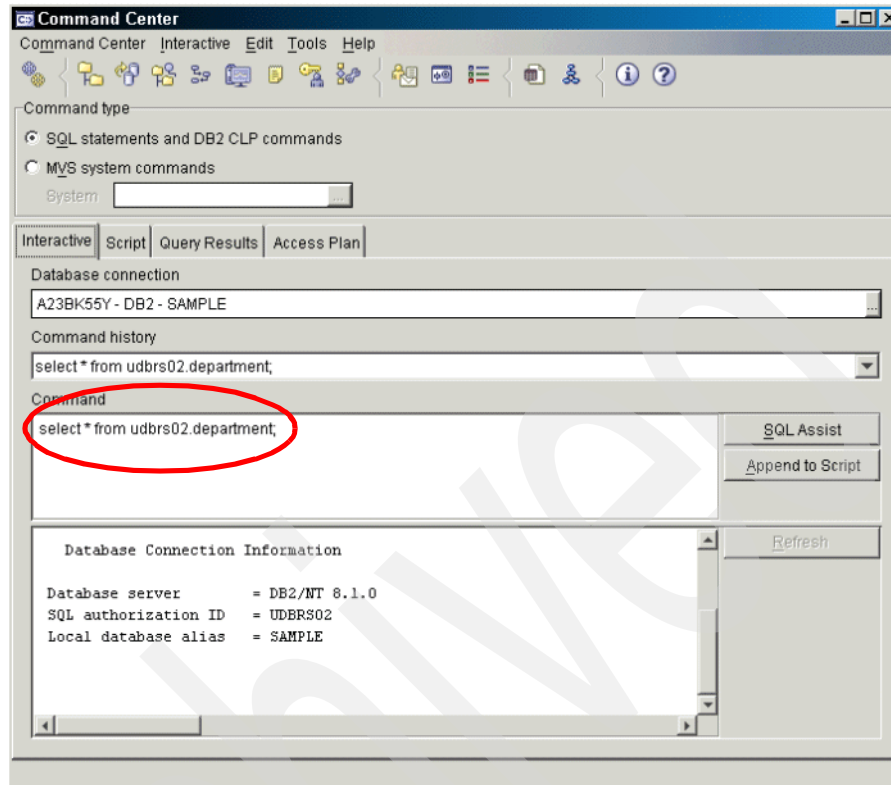 Command Center
Command Center Interactive Edit Tools Help
Command type
SQL statements and DB2 CLP commands
MVS system commands
System
...
Interactive Script Query Results Access Plan
Database connection
A23BK55Y - DB2 - SAMPLE
...
Command history
select * from udbrs02.department;
Command
select * from udbrs02.department;
SQL Assist
Append to Script
Refresh
Database Connection Information
Database server = DB2/NT 8.1.0
SQL authorization ID = UDBRS02
Local database alias = SAMPLE